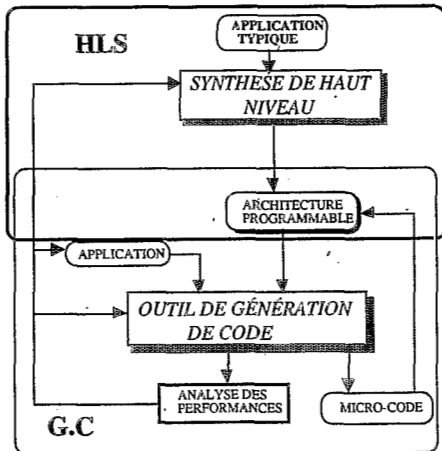 HLS
APPLICATION
TYPIQUE
SYNTHESE DE HAUT
NIVEAU
ARCHITECTURE
PROGRAMMABLE
APPLICATION
OUTIL DE GÉNÉRATION
DE CODE
ANALYSE DES
PERFORMANCES
MICRO-CODE
G.C